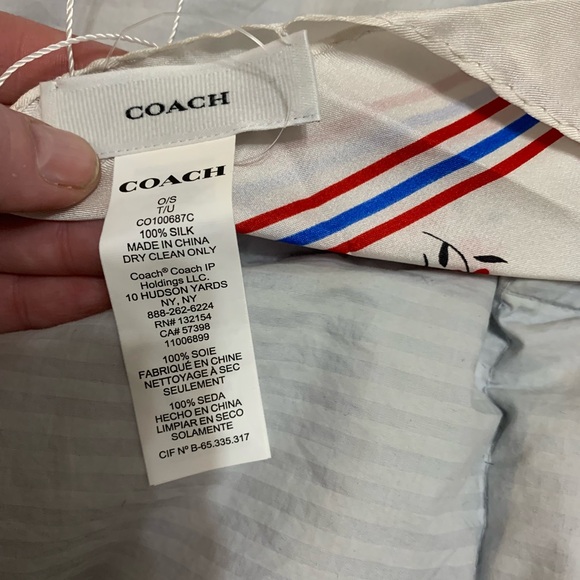 COACH
COACH
O/S
T/U
CO100687C
100% SILK
MADE IN CHINA
DRY CLEAN ONLY
Coach® Coach IP
Holdings LLC.
10 HUDSON YARDS
NY, NY
888-262-6224
RN# 132154
CA# 57398
11006899
100% SOIE
FABRIQUÉ EN CHINE
NETTOYAGE À SEC
SEULEMENT
100% SEDA
HECHO EN CHINA
LIMPIAR EN SECO
SOLAMENTE
CIF Nº B-65.335.317